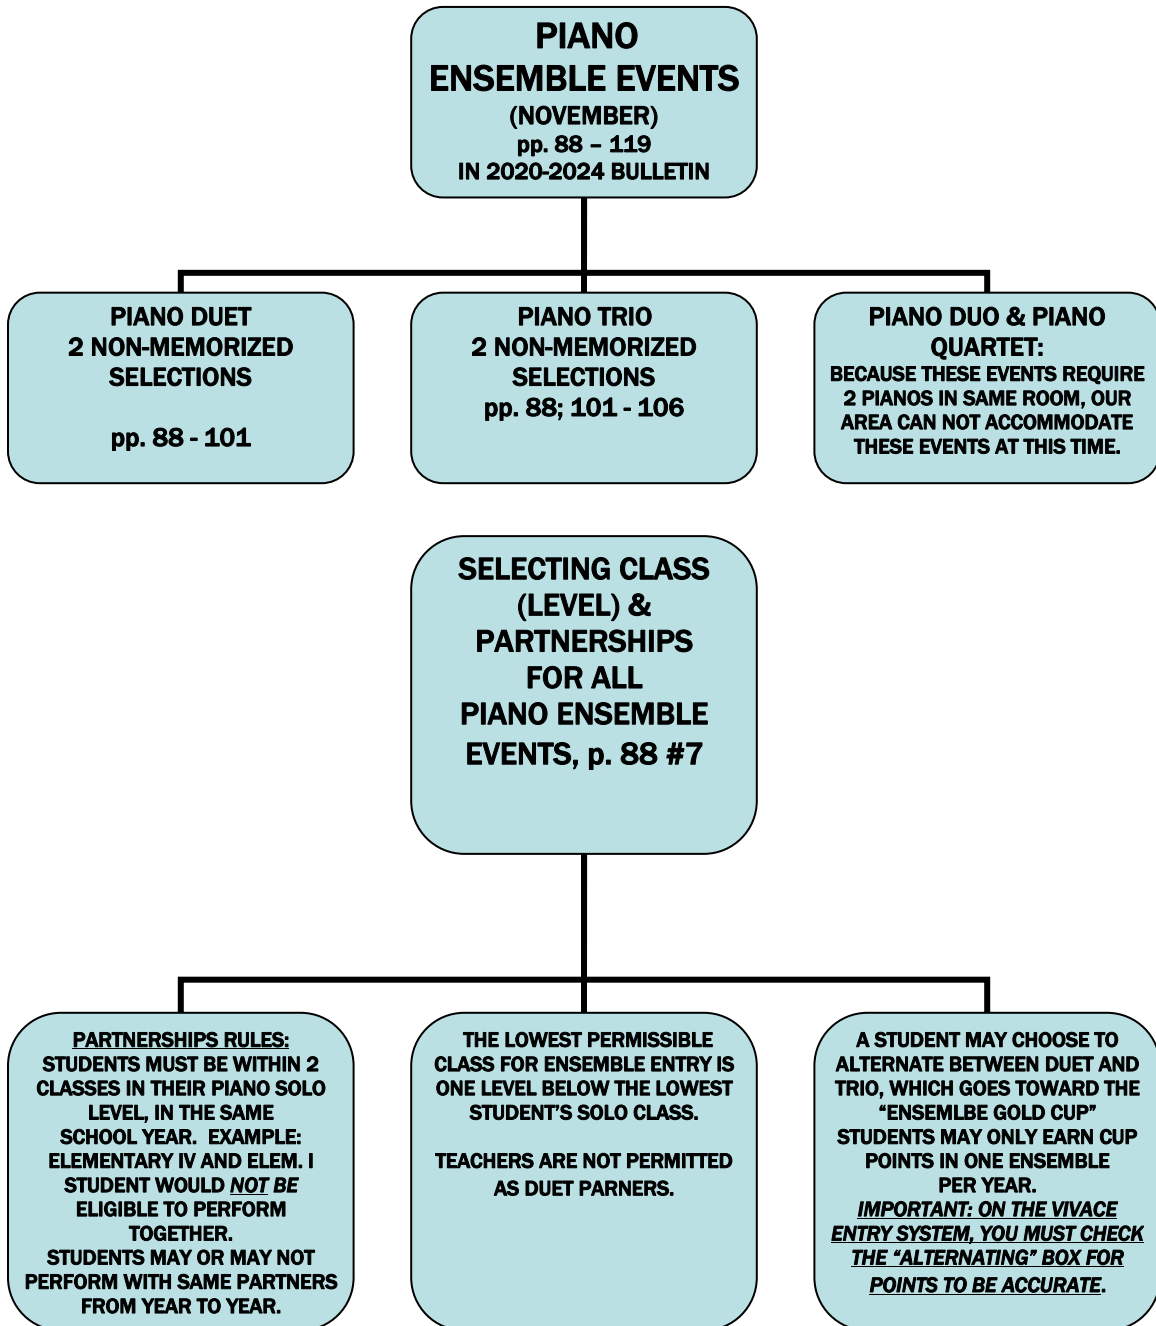 PIANO
ENSEMBLE EVENTS
(NOVEMBER)
pp. 88 – 119
IN 2020-2024 BULLETIN
PIANO DUET
2 NON-MEMORIZED
SELECTIONS
pp. 88 - 101
PIANO TRIO
2 NON-MEMORIZED
SELECTIONS
pp. 88; 101 - 106
PIANO DUO & PIANO
QUARTET:
BECAUSE THESE EVENTS REQUIRE
2 PIANOS IN SAME ROOM, OUR
AREA CAN NOT ACCOMMODATE
THESE EVENTS AT THIS TIME.
SELECTING CLASS
(LEVEL) &
PARTNERSHIPS
FOR ALL
PIANO ENSEMBLE
EVENTS, p. 88 #7
PARTNERSHIPS RULES:
STUDENTS MUST BE WITHIN 2
CLASSES IN THEIR PIANO SOLO
LEVEL, IN THE SAME
SCHOOL YEAR.  EXAMPLE:
ELEMENTARY IV AND ELEM. I
STUDENT WOULD NOT BE
ELIGIBLE TO PERFORM
TOGETHER.
STUDENTS MAY OR MAY NOT
PERFORM WITH SAME PARTNERS
FROM YEAR TO YEAR.
THE LOWEST PERMISSIBLE
CLASS FOR ENSEMBLE ENTRY IS
ONE LEVEL BELOW THE LOWEST
STUDENT'S SOLO CLASS.
TEACHERS ARE NOT PERMITTED
AS DUET PARNERS.
A STUDENT MAY CHOOSE TO
ALTERNATE BETWEEN DUET AND
TRIO, WHICH GOES TOWARD THE
"ENSEMLBE GOLD CUP"
STUDENTS MAY ONLY EARN CUP
POINTS IN ONE ENSEMBLE
PER YEAR.
IMPORTANT: ON THE VIVACE
ENTRY SYSTEM, YOU MUST CHECK
THE "ALTERNATING" BOX FOR
POINTS TO BE ACCURATE.